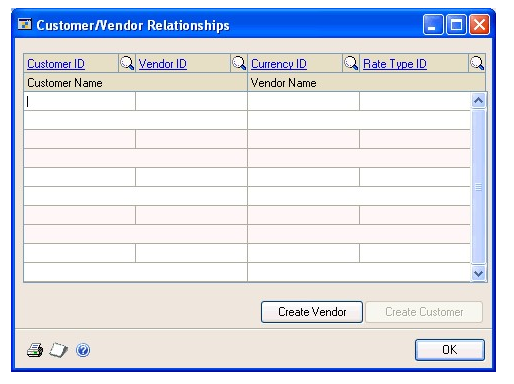 Customer/Vendor Relationships
Customer ID Vendor ID Currency ID Rate Type ID
Customer Name Vendor Name
Create Vendor Create Customer
OK